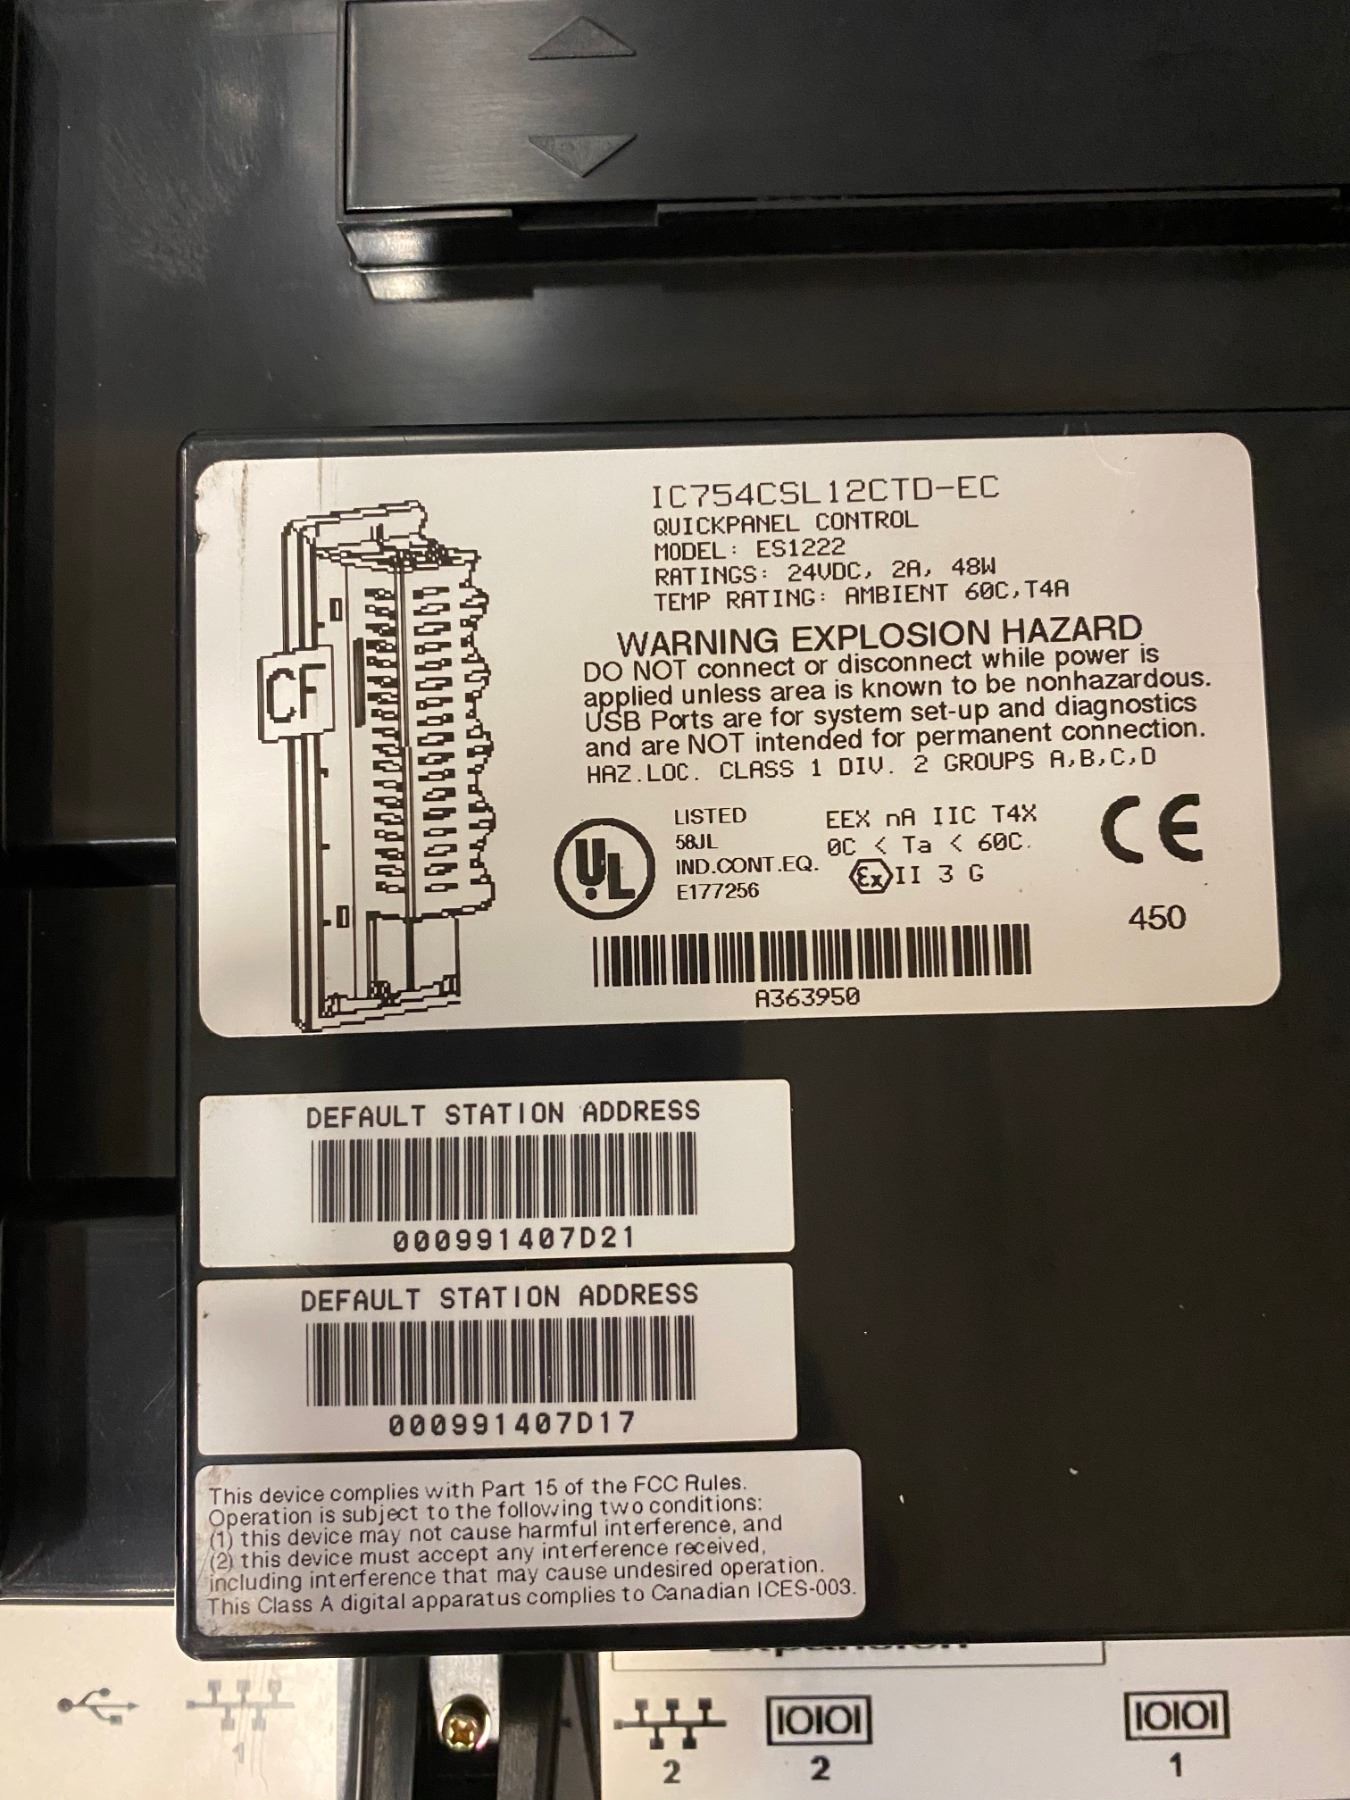 IC754CSL12CTD-EC
QUICKPANEL CONTROL
MODEL: ES1222
RATINGS: 24VDC, 2A, 48W
TEMP RATING: AMBIENT 60C,T4A
WARNING EXPLOSION HAZARD
DO NOT connect or disconnect while power is
applied unless area is known to be nonhazardous.
USB Ports are for system set-up and diagnostics
and are NOT intended for permanent connection.
HAZ.LOC. CLASS 1 DIV. 2 GROUPS A,B,C,D
CF
UL
LISTED
58JL
IND.CONT.EQ.
E177256
EEX nA IIC T4X
0C < Ta < 60C.
Ex II 3 G
CE
450
A363950
DEFAULT STATION ADDRESS
000991407D21
DEFAULT STATION ADDRESS
000991407D17
This device complies with Part 15 of the FCC Rules.
Operation is subject to the following two conditions:
(1) this device may not cause harmful interference, and
(2) this device must accept any interference received,
including interference that may cause undesired operation.
This Class A digital apparatus complies to Canadian ICES-003.
IOIOI
IOIOI
1
2
2
1